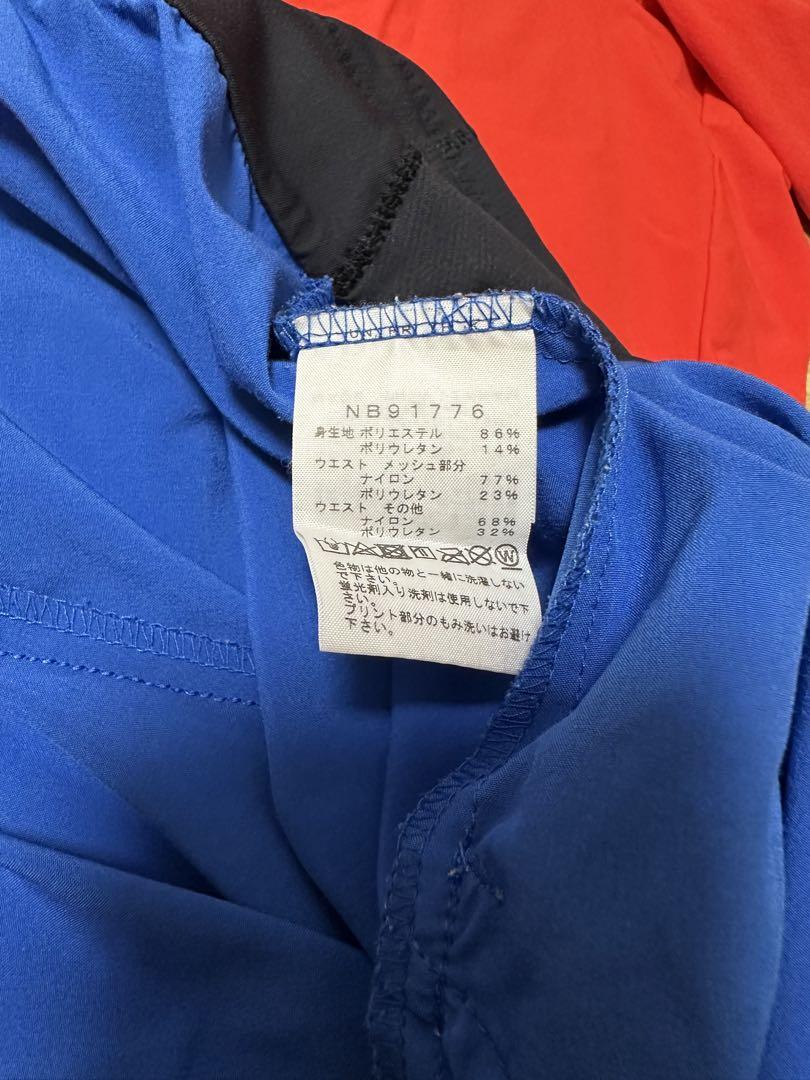 NB91776
身生地 ポリエステル 86%
ポリウレタン 14%
ウエスト メッシュ部分
ナイロン 77%
ポリウレタン 23%
ウエスト その他
ナイロン 68%
ポリウレタン 32%
W
色物は他の物と一緒に洗濯しない
で下さい。
蛍光剤入り洗剤は使用しないで下
さい。
プリント部分のもみ洗いはお避け
下さい。